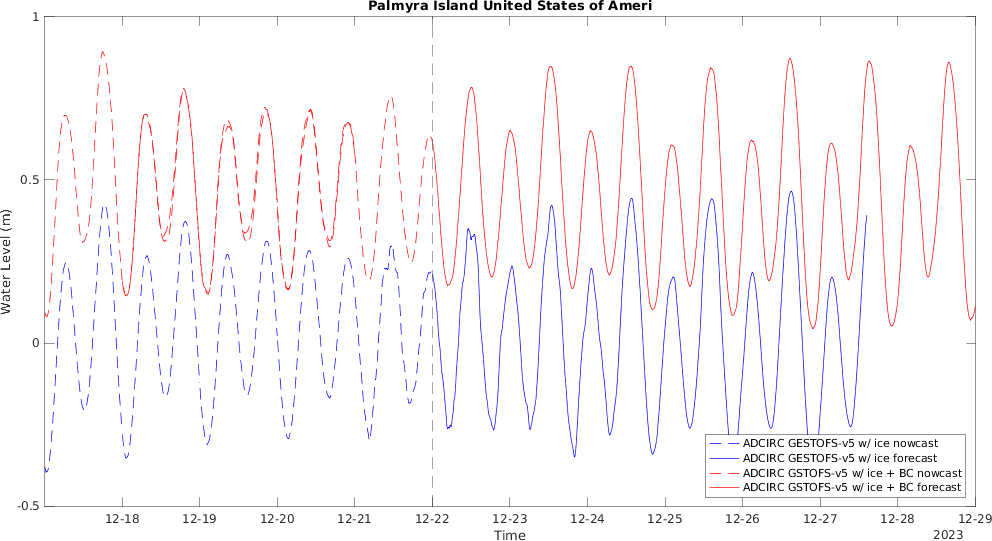 Palmyra Island United States of Ameri
1
0.5
0
-0.5
Water Level (m)
12-18
12-19
12-20
12-21
12-22
12-23
12-24
12-25
12-26
12-27
12-28
12-29
Time
2023
ADCIRC GESTOFS-v5 w/ ice nowcast
ADCIRC GESTOFS-v5 w/ ice forecast
ADCIRC GSTOFS-v5 w/ ice + BC nowcast
ADCIRC GSTOFS-v5 w/ ice + BC forecast